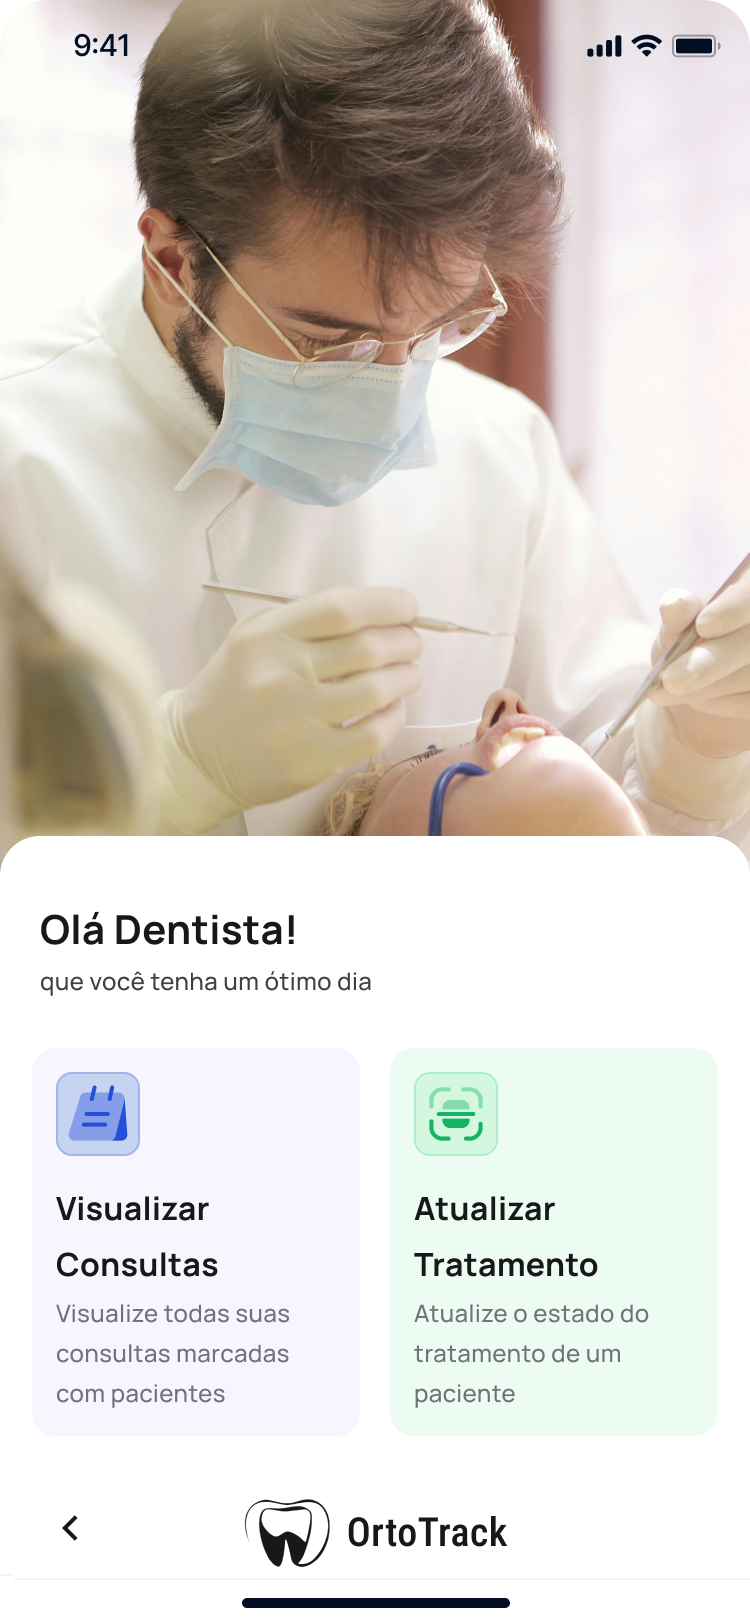 9:41
Olá Dentista!
que você tenha um ótimo dia
Visualizar
Consultas
Visualize todas suas
consultas marcadas
com pacientes
Atualizar
Tratamento
Atualize o estado do
tratamento de um
paciente
OrtoTrack